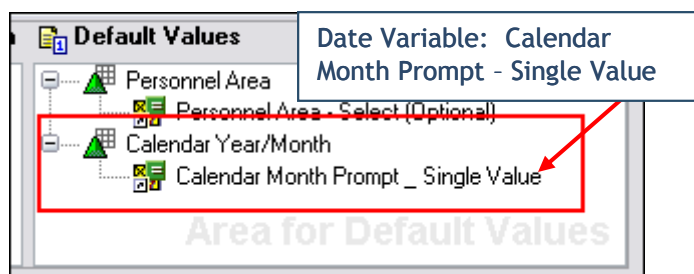 Default Values
Date Variable: Calendar
Month Prompt – Single Value
Personnel Area
Personnel Area - Select (Optional)
Calendar Year/Month
Calendar Month Prompt _ Single Value
Area for Default Values